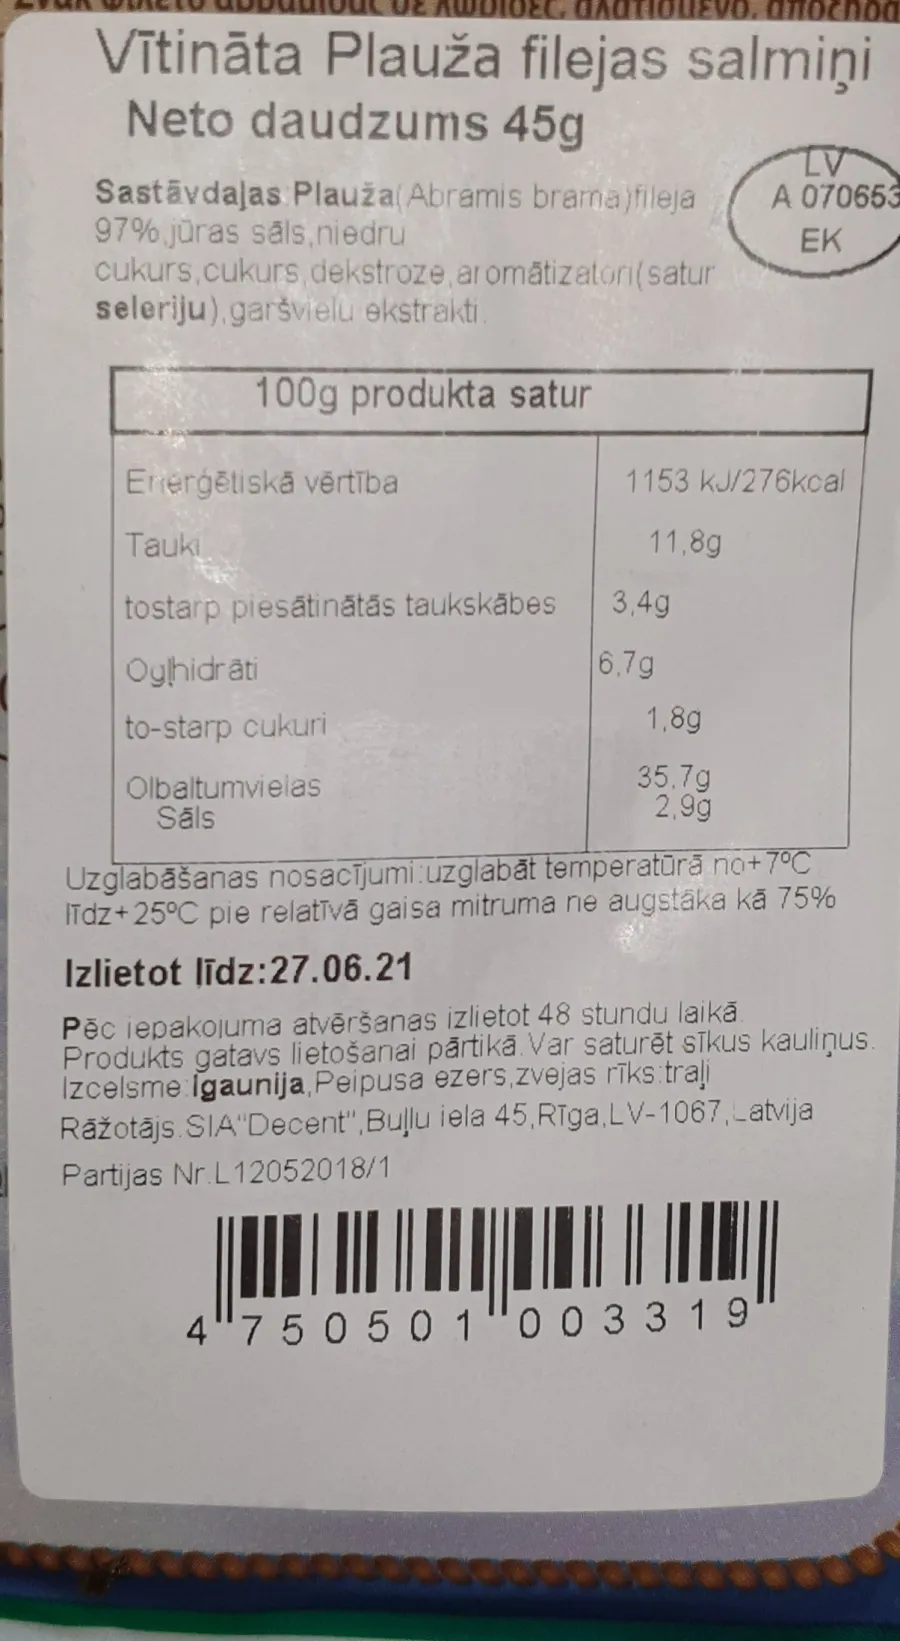 Vītināta Plauža filejas salmiņi
Neto daudzums 45g
LV
A 070653
EK
Sastāvdaļas Plauža(Abramis brama)fileja
97%,jūras sāls,niedru
cukurs,cukurs,dekstroze,aromātizatori(satur
seleriju),garšvielu ekstrakti.
100g produkta satur
Enerģētiskā vērtība 1153 kJ/276kcal
Tauki 11,8g
tostarp piesātinātās taukskābes 3,4g
Ogļhidrāti 6,7g
to-starp cukuri 1,8g
Olbaltumvielas 35,7g
Sāls 2,9g
Uzglabāšanas nosacījumi:uzglabāt temperatūrā no+7ºC
līdz+25ºC pie relatīvā gaisa mitruma ne augstāka kā 75%
Izlietot līdz:27.06.21
Pēc iepakojuma atvēršanas izlietot 48 stundu laikā.
Produkts gatavs lietošanai pārtikā.Var saturēt sīkus kauliņus.
Izcelsme:Igaunija,Peipusa ezers,zvejas rīks:traļi
Rāžotājs.SIA"Decent",Buļļu iela 45,Rīga,LV-1067,Latvija
Partijas Nr.L12052018/1
4 750501 003319